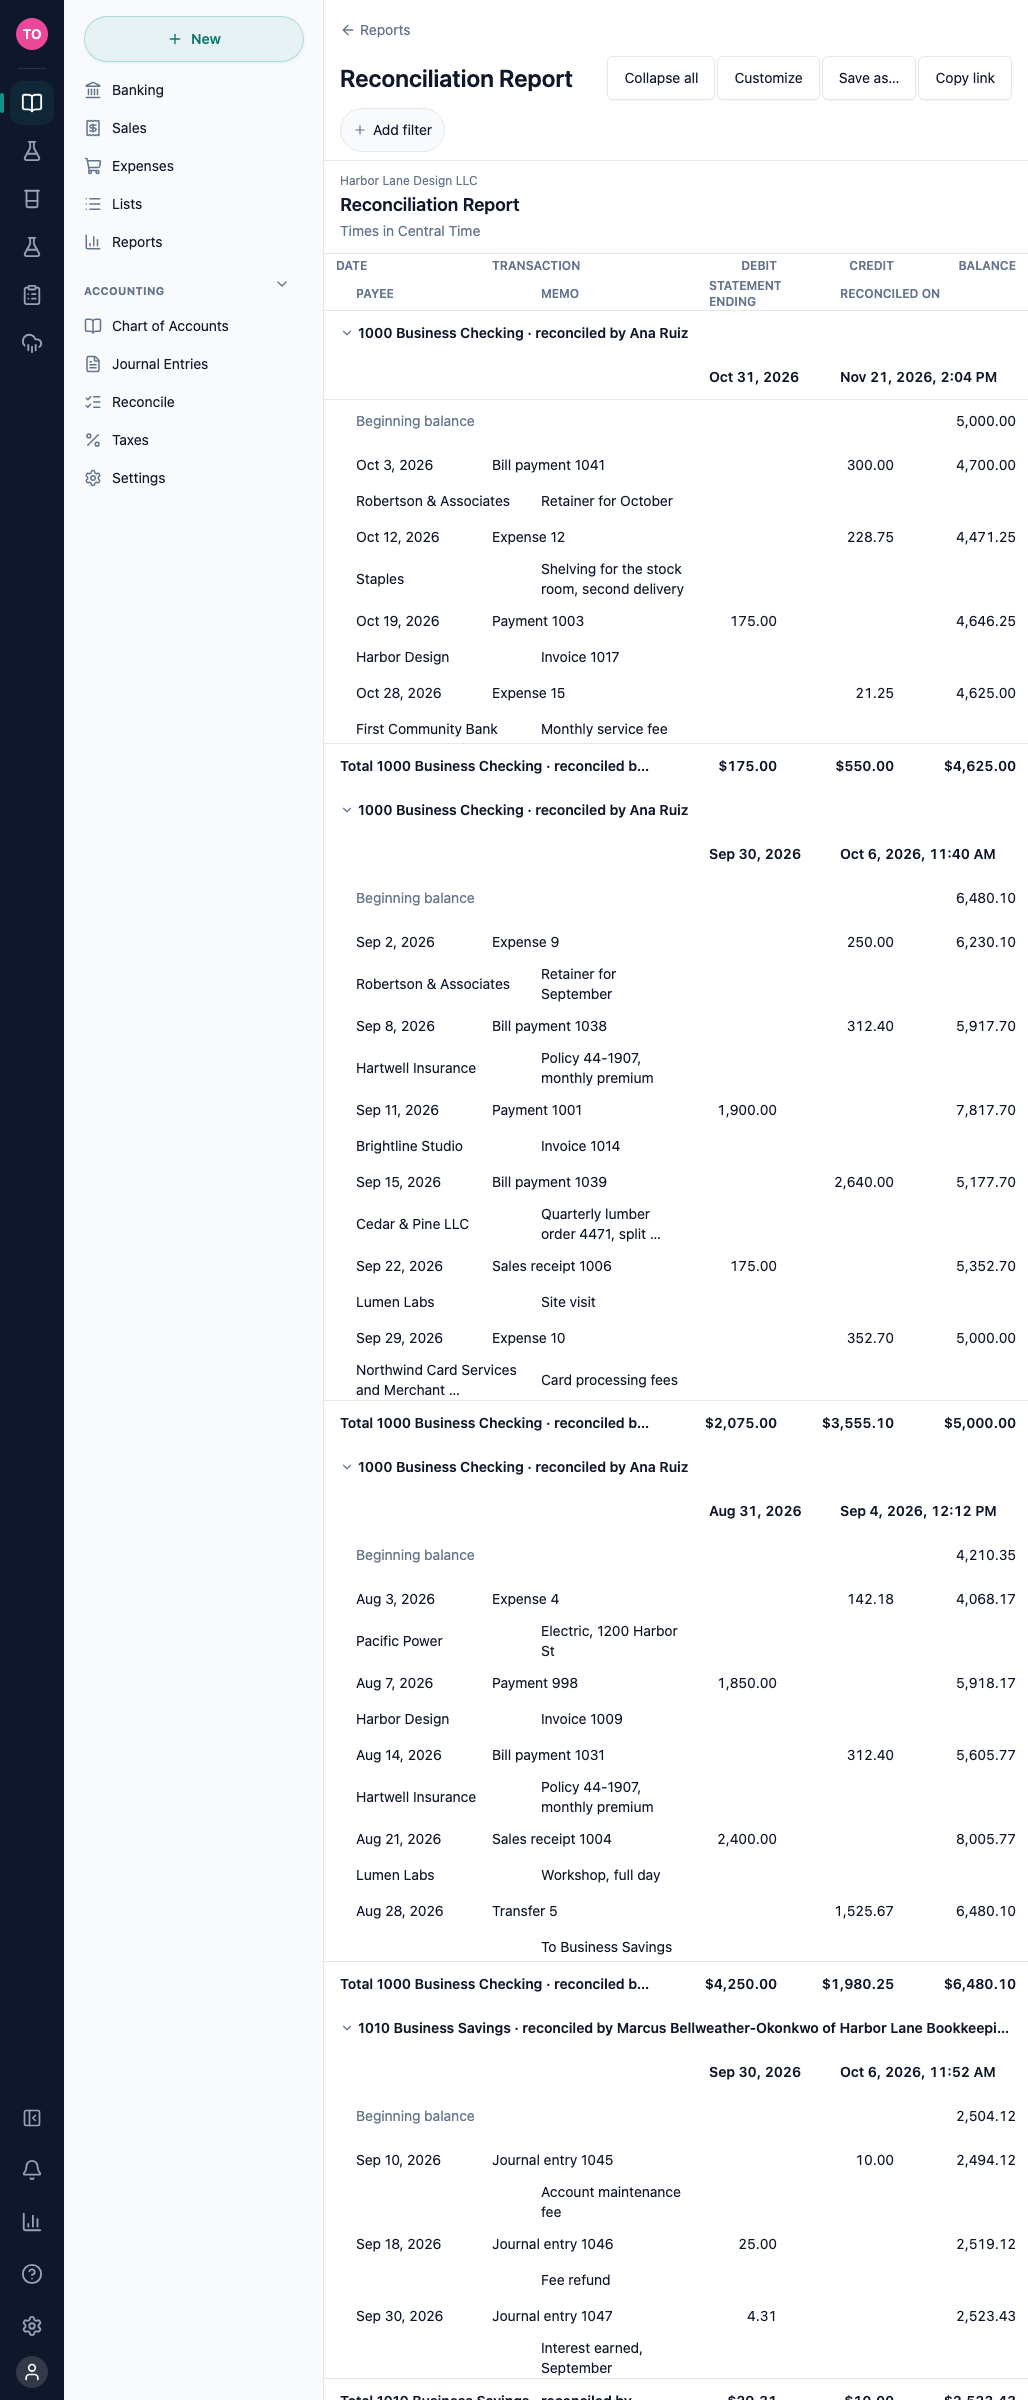 TO
New
Banking
Sales
Expenses
Lists
Reports
ACCOUNTING
Chart of Accounts
Journal Entries
Reconcile
Taxes
Settings
Reports
Reconciliation Report
Collapse all
Customize
Save as...
Copy link
Add filter
Harbor Lane Design LLC
Reconciliation Report
Times in Central Time
DATE TRANSACTION DEBIT CREDIT BALANCE
PAYEE MEMO STATEMENT ENDING RECONCILED ON
1000 Business Checking · reconciled by Ana Ruiz
Oct 31, 2026 Nov 21, 2026, 2:04 PM
Beginning balance 5,000.00
Oct 3, 2026 Bill payment 1041 300.00 4,700.00
Robertson & Associates Retainer for October
Oct 12, 2026 Expense 12 228.75 4,471.25
Staples Shelving for the stock room, second delivery
Oct 19, 2026 Payment 1003 175.00 4,646.25
Harbor Design Invoice 1017
Oct 28, 2026 Expense 15 21.25 4,625.00
First Community Bank Monthly service fee
Total 1000 Business Checking · reconciled b... $175.00 $550.00 $4,625.00
1000 Business Checking · reconciled by Ana Ruiz
Sep 30, 2026 Oct 6, 2026, 11:40 AM
Beginning balance 6,480.10
Sep 2, 2026 Expense 9 250.00 6,230.10
Robertson & Associates Retainer for September
Sep 8, 2026 Bill payment 1038 312.40 5,917.70
Hartwell Insurance Policy 44-1907, monthly premium
Sep 11, 2026 Payment 1001 1,900.00 7,817.70
Brightline Studio Invoice 1014
Sep 15, 2026 Bill payment 1039 2,640.00 5,177.70
Cedar & Pine LLC Quarterly lumber order 4471, split ...
Sep 22, 2026 Sales receipt 1006 175.00 5,352.70
Lumen Labs Site visit
Sep 29, 2026 Expense 10 352.70 5,000.00
Northwind Card Services and Merchant ... Card processing fees
Total 1000 Business Checking · reconciled b... $2,075.00 $3,555.10 $5,000.00
1000 Business Checking · reconciled by Ana Ruiz
Aug 31, 2026 Sep 4, 2026, 12:12 PM
Beginning balance 4,210.35
Aug 3, 2026 Expense 4 142.18 4,068.17
Pacific Power Electric, 1200 Harbor St
Aug 7, 2026 Payment 998 1,850.00 5,918.17
Harbor Design Invoice 1009
Aug 14, 2026 Bill payment 1031 312.40 5,605.77
Hartwell Insurance Policy 44-1907, monthly premium
Aug 21, 2026 Sales receipt 1004 2,400.00 8,005.77
Lumen Labs Workshop, full day
Aug 28, 2026 Transfer 5 1,525.67 6,480.10
To Business Savings
Total 1000 Business Checking · reconciled b... $4,250.00 $1,980.25 $6,480.10
1010 Business Savings · reconciled by Marcus Bellweather-Okonkwo of Harbor Lane Bookkeepi...
Sep 30, 2026 Oct 6, 2026, 11:52 AM
Beginning balance 2,504.12
Sep 10, 2026 Journal entry 1045 10.00 2,494.12
Account maintenance fee
Sep 18, 2026 Journal entry 1046 25.00 2,519.12
Fee refund
Sep 30, 2026 Journal entry 1047 4.31 2,523.43
Interest earned, September
Total 1010 Business Savings · reconciled by $29.31 $10.00 $2,523.43